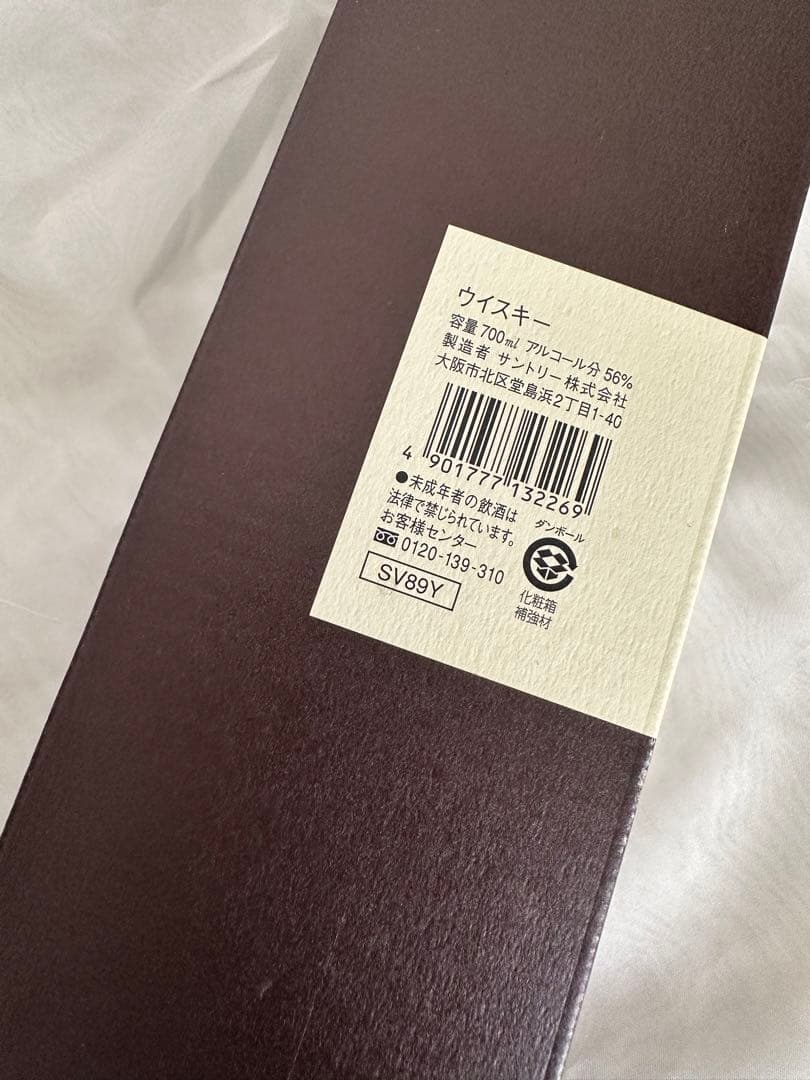 ウイスキー
容量 700ml アルコール分 56%
製造者 サントリー株式会社
大阪市北区堂島浜2丁目1-40
4 901777 132269
●未成年者の飲酒は
法律で禁じられています。
お客様センター
0120-139-310
SV89Y
ダンボール
化粧箱
補強材